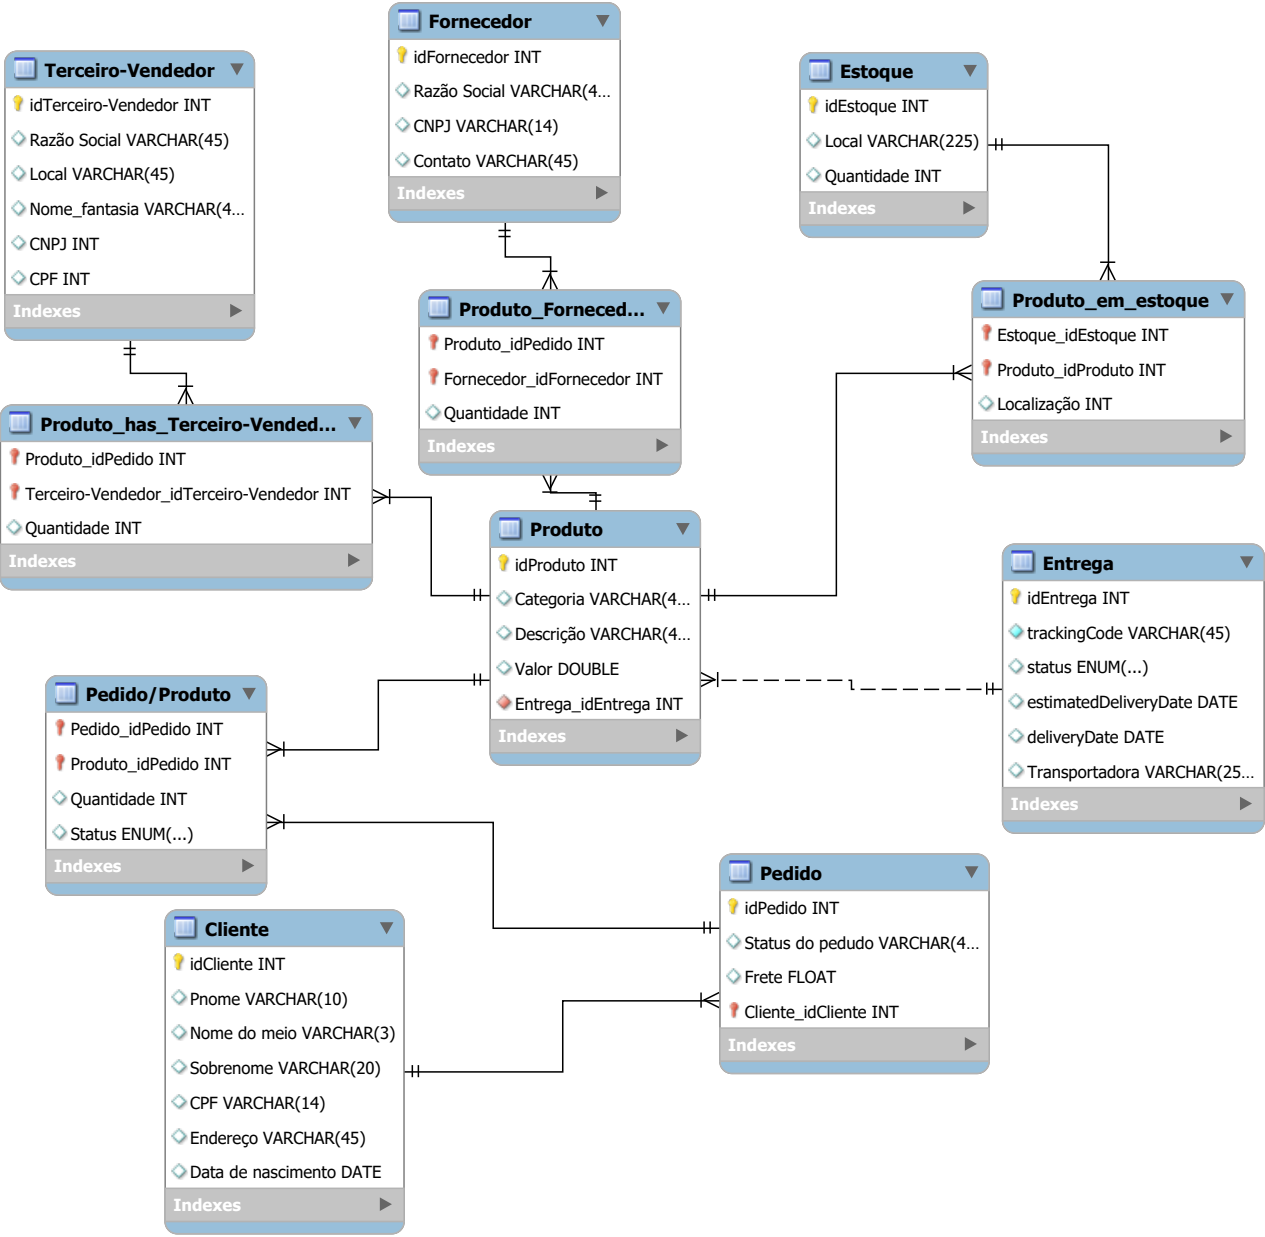 Fornecedor
idFornecedor INT
Razão Social VARCHAR(4...
CNPJ VARCHAR(14)
Contato VARCHAR(45)
Indexes
Terceiro-Vendedor
idTerceiro-Vendedor INT
Razão Social VARCHAR(45)
Local VARCHAR(45)
Nome_fantasia VARCHAR(4...
CNPJ INT
CPF INT
Indexes
Estoque
idEstoque INT
Local VARCHAR(225)
Quantidade INT
Indexes
Produto_Forneced...
Produto_idPedido INT
Fornecedor_idFornecedor INT
Quantidade INT
Indexes
Produto_em_estoque
Estoque_idEstoque INT
Produto_idProduto INT
Localização INT
Indexes
Produto_has_Terceiro-Vended...
Produto_idPedido INT
Terceiro-Vendedor_idTerceiro-Vendedor INT
Quantidade INT
Indexes
Produto
idProduto INT
Categoria VARCHAR(4...
Descrição VARCHAR(4...
Valor DOUBLE
Entrega_idEntrega INT
Indexes
Entrega
idEntrega INT
trackingCode VARCHAR(45)
status ENUM(...)
estimatedDeliveryDate DATE
deliveryDate DATE
Transportadora VARCHAR(25...
Indexes
Pedido/Produto
Pedido_idPedido INT
Produto_idPedido INT
Quantidade INT
Status ENUM(...)
Indexes
Pedido
idPedido INT
Status do pedudo VARCHAR(4...
Frete FLOAT
Cliente_idCliente INT
Indexes
Cliente
idCliente INT
Pnome VARCHAR(10)
Nome do meio VARCHAR(3)
Sobrenome VARCHAR(20)
CPF VARCHAR(14)
Endereço VARCHAR(45)
Data de nascimento DATE
Indexes